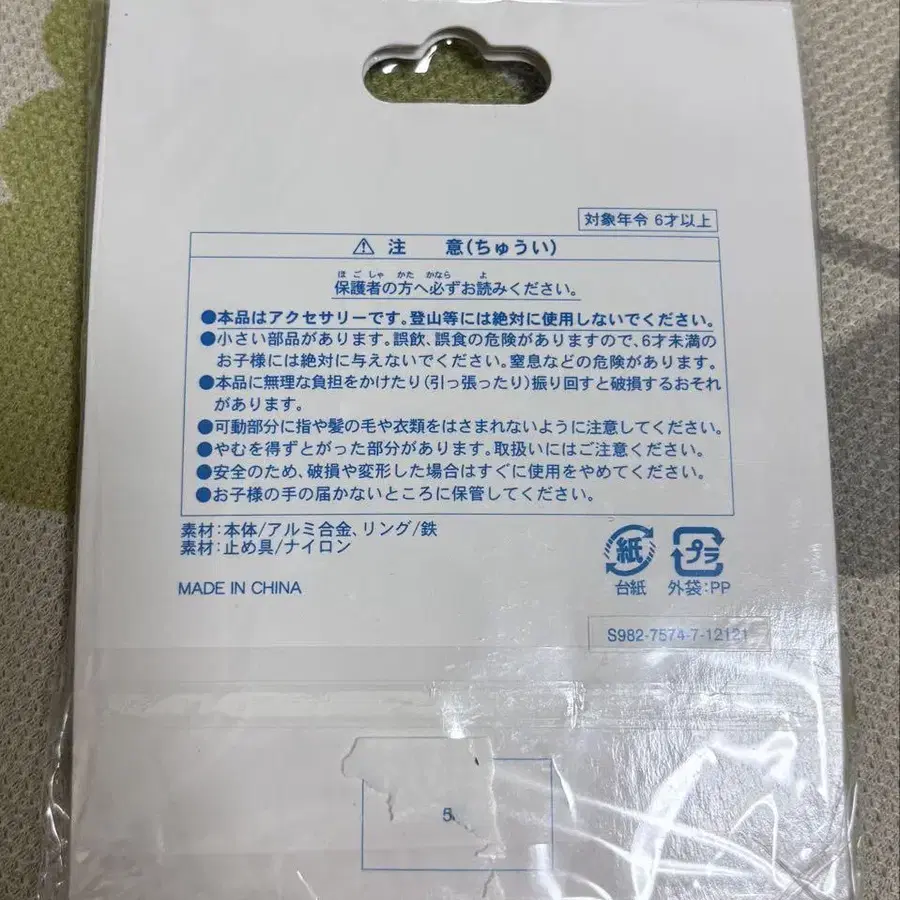 対象年令 6才以上
⚠ 注 意(ちゅうい)
ほ ご しゃ かた かなら よ
保護者の方へ必ずお読みください。
●本品はアクセサリーです。登山等には絶対に使用しないでください。
●小さい部品があります。誤飲、誤食の危険がありますので、6才未満の
お子様には絶対に与えないでください。窒息などの危険があります。
●本品に無理な負担をかけたり(引っ張ったり)振り回すと破損するおそれ
があります。
●可動部分に指や髪の毛や衣類をはさまれないように注意してください。
●やむを得ずとがった部分があります。取扱いにはご注意ください。
●安全のため、破損や変形した場合はすぐに使用をやめてください。
●お子様の手の届かないところに保管してください。
素材:本体/アルミ合金、リング/鉄
素材:止め具/ナイロン
紙 プラ
台紙 外袋:PP
MADE IN CHINA
S982-7574-7-12121